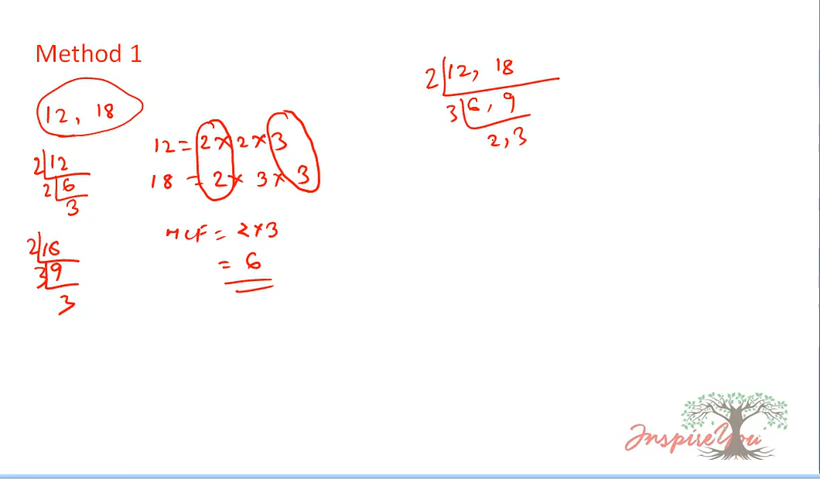 Method 1
12, 18
2 12
2 6
3
2 18
3 9
3
12 = 2 × 2 × 3
18 = 2 × 3 × 3
HCF = 2 × 3
= 6
2 12, 18
3 6, 9
2, 3
InspireYou